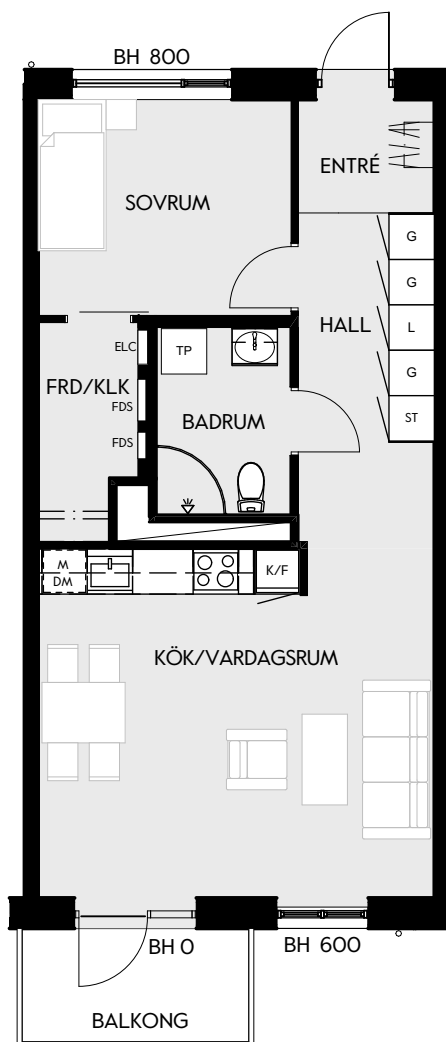 BH 800
ENTRÉ
SOVRUM
G
G
HALL
L
ELC
TP
FRD/KLK
G
FDS
BADRUM
ST
FDS
M
DM
K/F
KÖK/VARDAGSRUM
BH 0
BH 600
BALKONG